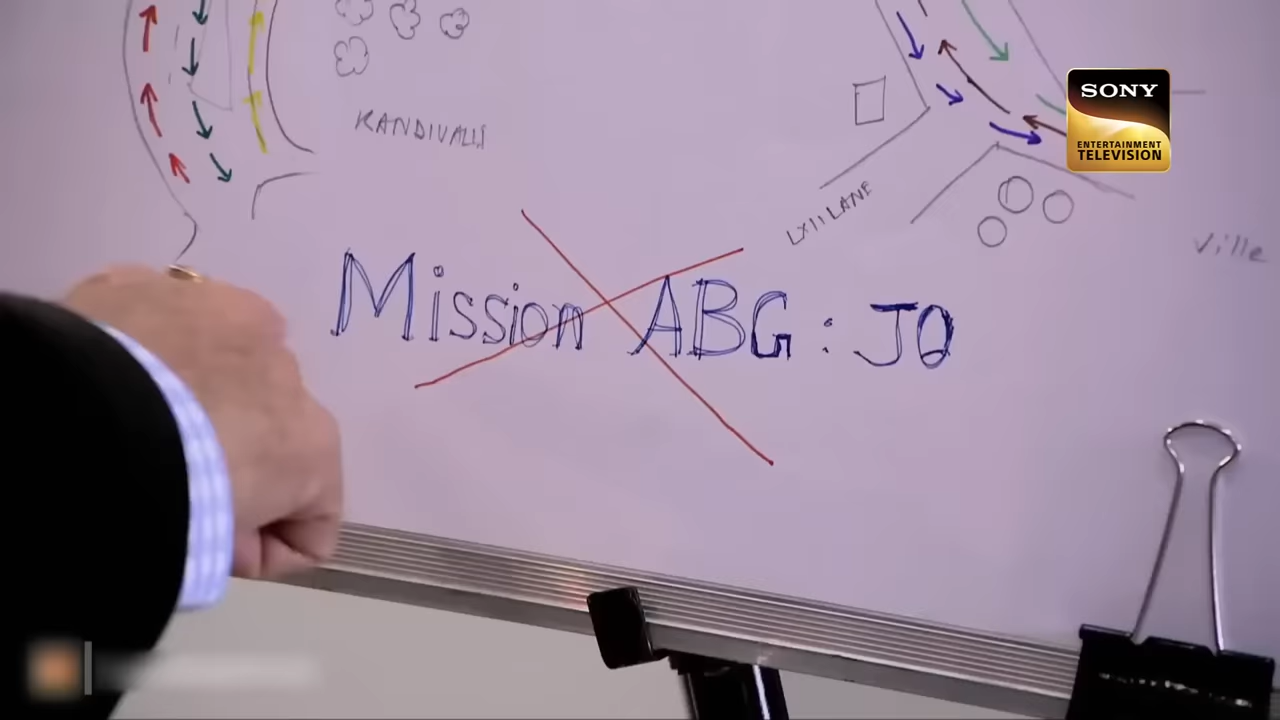 KANDIVALI
SONY
ENTERTAINMENT
TELEVISION
LXII LANE
Ville
Mission ABG : JO